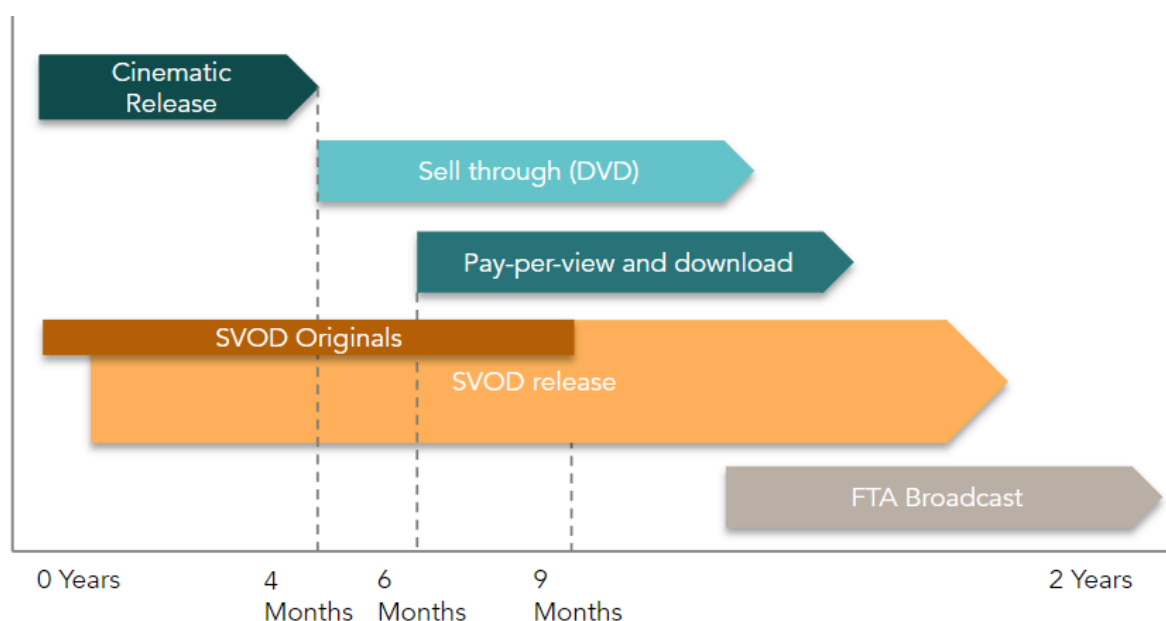 Cinematic
Release
Sell through (DVD)
Pay-per-view and download
SVOD Originals
SVOD release
FTA Broadcast
0 Years
4
Months
6
Months
9
Months
2 Years